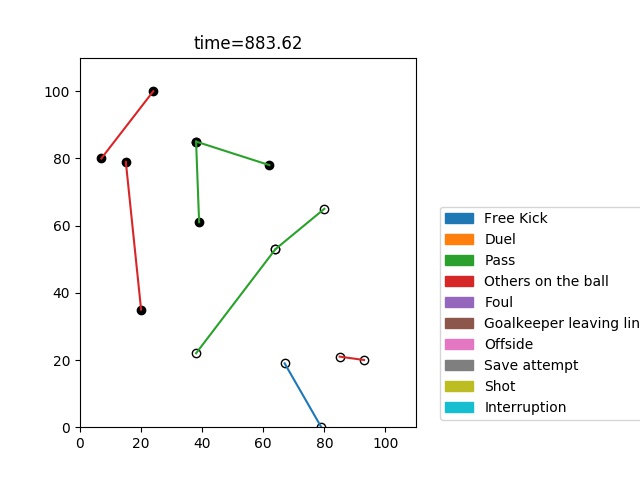 time=883.62
100
80
60
40
20
0
0 20 40 60 80 100
Free Kick
Duel
Pass
Others on the ball
Foul
Goalkeeper leaving lin
Offside
Save attempt
Shot
Interruption